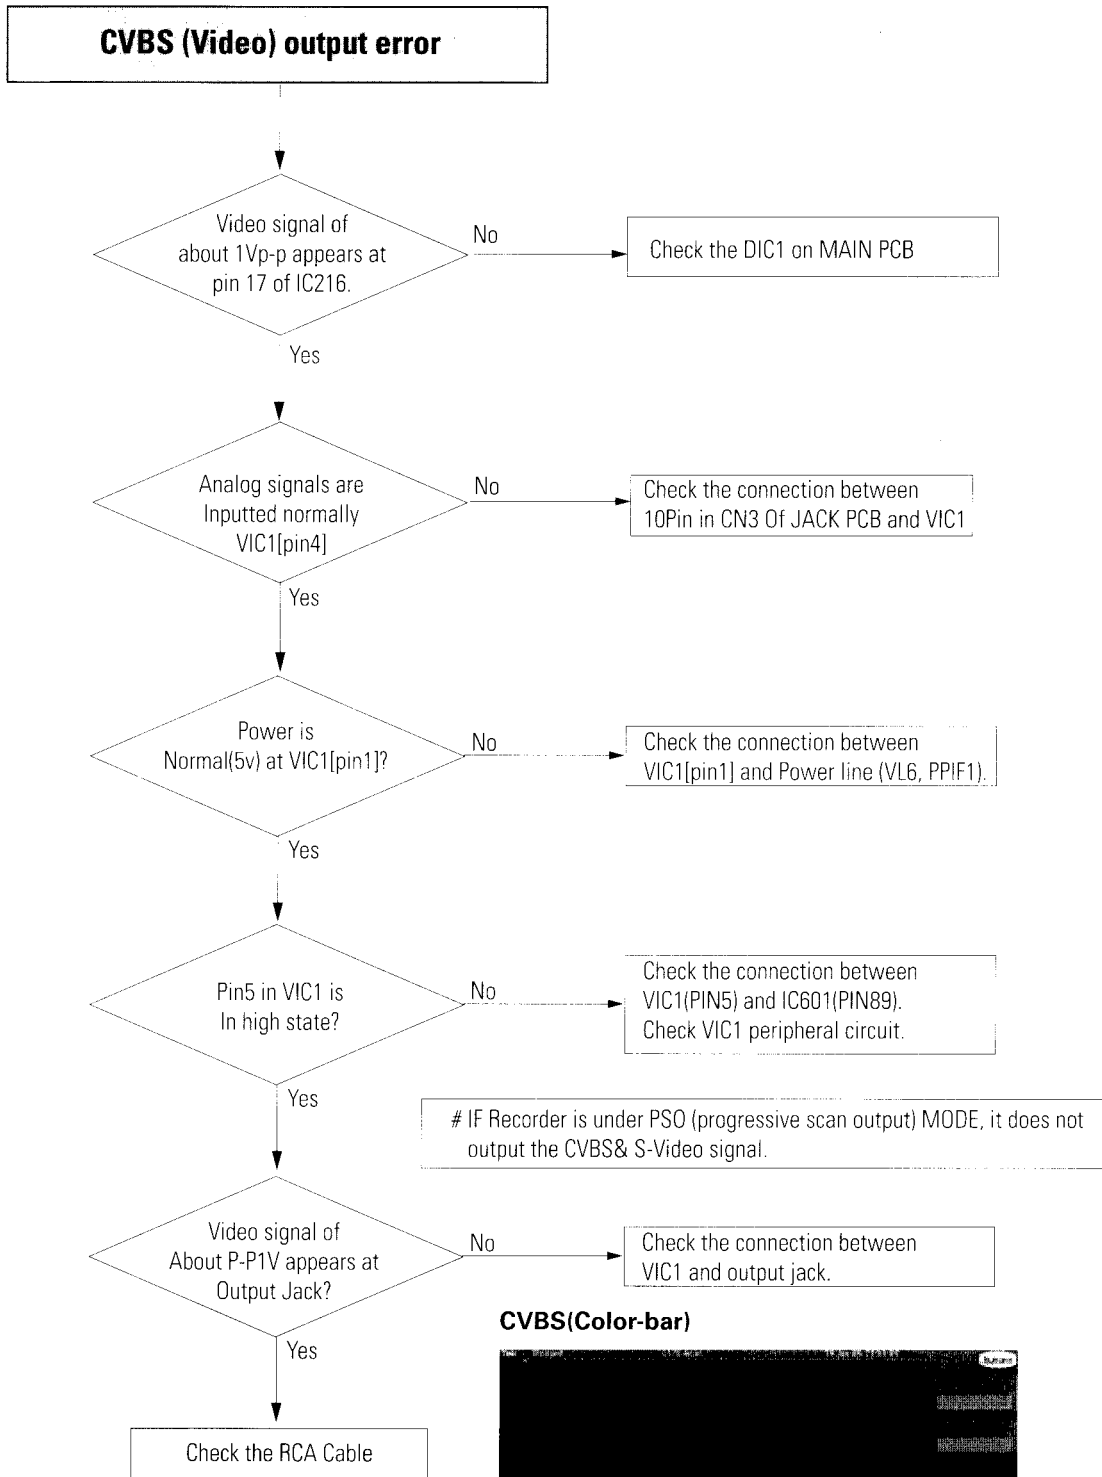 CVBS (Video) output error
Video signal of
about 1Vp-p appears at
pin 17 of IC216.
No
Check the DIC1 on MAIN PCB
Yes
Analog signals are
Inputted normally
VIC1[pin4]
No
Check the connection between
10Pin in CN3 Of JACK PCB and VIC1
Yes
Power is
Normal(5v) at VIC1[pin1]?
No
Check the connection between
VIC1[pin1] and Power line (VL6, PPIF1).
Yes
Pin5 in VIC1 is
In high state?
No
Check the connection between
VIC1(PIN5) and IC601(PIN89).
Check VIC1 peripheral circuit.
Yes
# IF Recorder is under PSO (progressive scan output) MODE, it does not
output the CVBS& S-Video signal.
Video signal of
About P-P1V appears at
Output Jack?
No
Check the connection between
VIC1 and output jack.
Yes
CVBS(Color-bar)
Check the RCA Cable